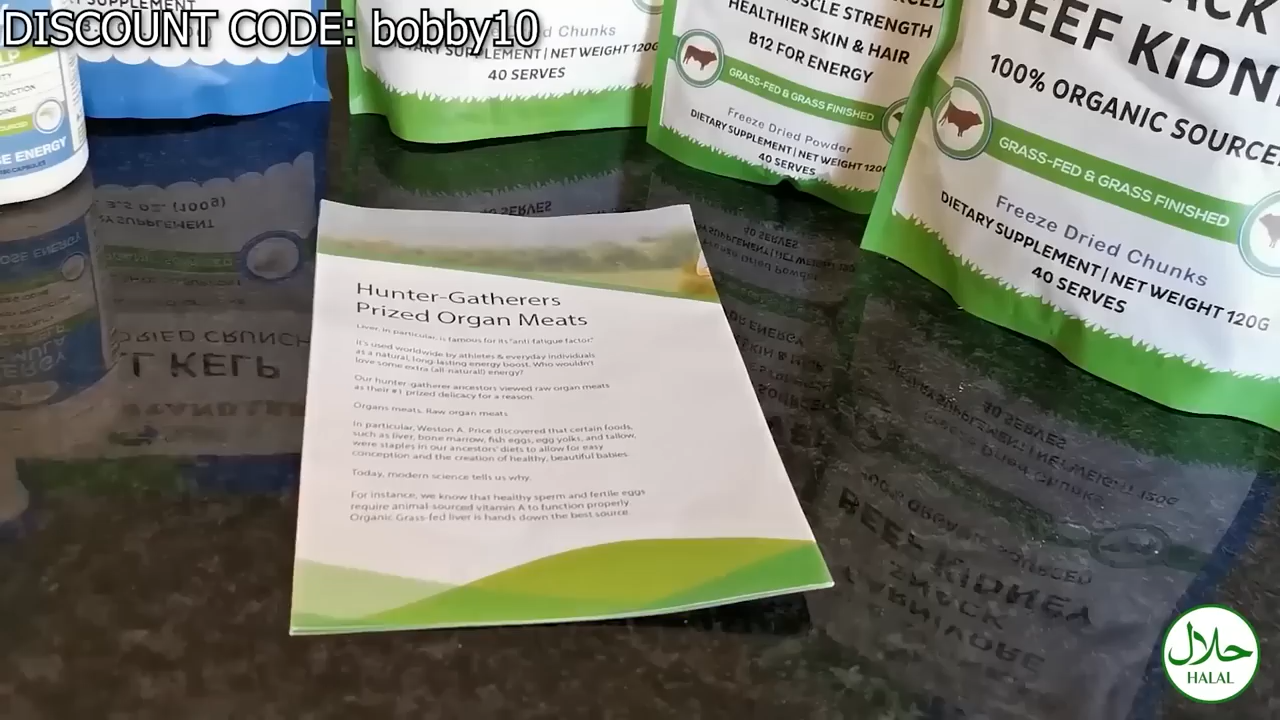 DISCOUNT CODE: bobby10
DIETARY SUPPLEMENT | NET WEIGHT 120G
40 SERVES
MUSCLE STRENGTH
HEALTHIER SKIN & HAIR
B12 FOR ENERGY
GRASS-FED & GRASS FINISHED
Freeze Dried Powder
DIETARY SUPPLEMENT | NET WEIGHT 120G
40 SERVES
BEEF KIDN
100% ORGANIC SOURCE
GRASS-FED & GRASS FINISHED
Freeze Dried Chunks
DIETARY SUPPLEMENT | NET WEIGHT 120G
40 SERVES
ENERGY
Hunter-Gatherers
Prized Organ Meats
Liver, in particular, is famous for its "anti fatigue factor"
It's used worldwide by athletes & everyday individuals
as a natural, long-lasting energy boost. Who wouldn't
love some extra (all-natural!) energy?
Our hunter-gatherer ancestors viewed raw organ meats
as their #1 prized delicacy for a reason.
Organs meats. Raw organ meats
In particular, Weston A. Price discovered that certain foods,
such as liver, bone marrow, fish eggs, egg yolks, and tallow,
were staples in our ancestors' diets to allow for easy
conception and the creation of healthy, beautiful babies.
Today, modern science tells us why.
For instance, we know that healthy sperm and fertile eggs
require animal-sourced vitamin A to function properly
Organic Grass-fed liver is hands down the best source.
حلال
HALAL